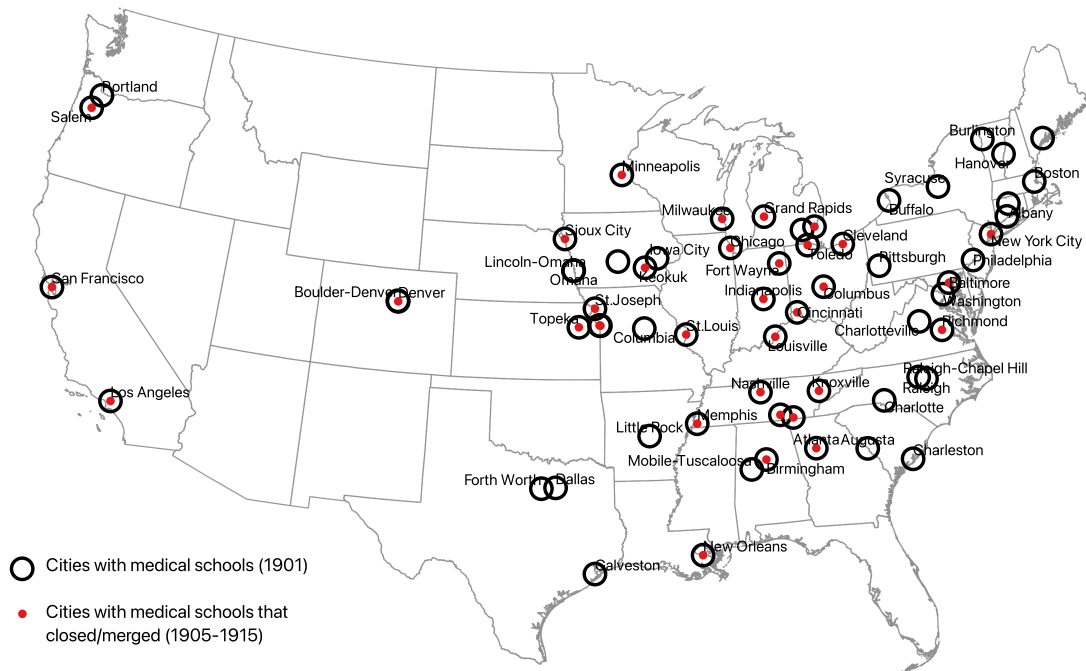 Portland
Salem
Burlington
Hanover
Minneapolis
Boston
Syracuse
Buffalo
Albany
Milwaukee
Grand Rapids
Sioux City
Chicago
Toledo
Cleveland
New York City
Iowa City
Lincoln-Omaha
Omaha
Keokuk
Fort Wayne
Pittsburgh
Philadelphia
San Francisco
Boulder-Denver
Denver
Indianapolis
Columbus
Baltimore
Washington
St.Joseph
Topeka
Columbia
St.Louis
Cincinnati
Louisville
Charlotteville
Richmond
Raleigh-Chapel Hill
Raleigh
Los Angeles
Nashville
Knoxville
Charlotte
Memphis
Little Rock
Atlanta
Augusta
Charleston
Mobile-Tuscaloosa
Birmingham
Forth Worth
Dallas
New Orleans
Galveston
Cities with medical schools (1901)
Cities with medical schools that
closed/merged (1905-1915)